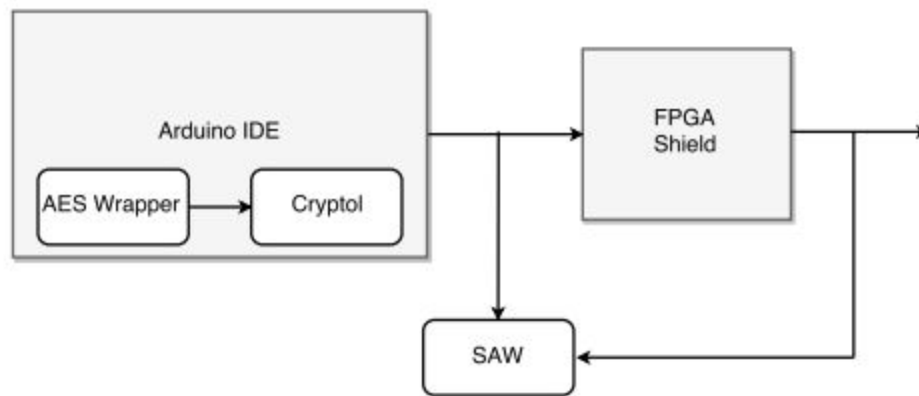 Arduino IDE
AES Wrapper
Cryptol
FPGA
Shield
SAW